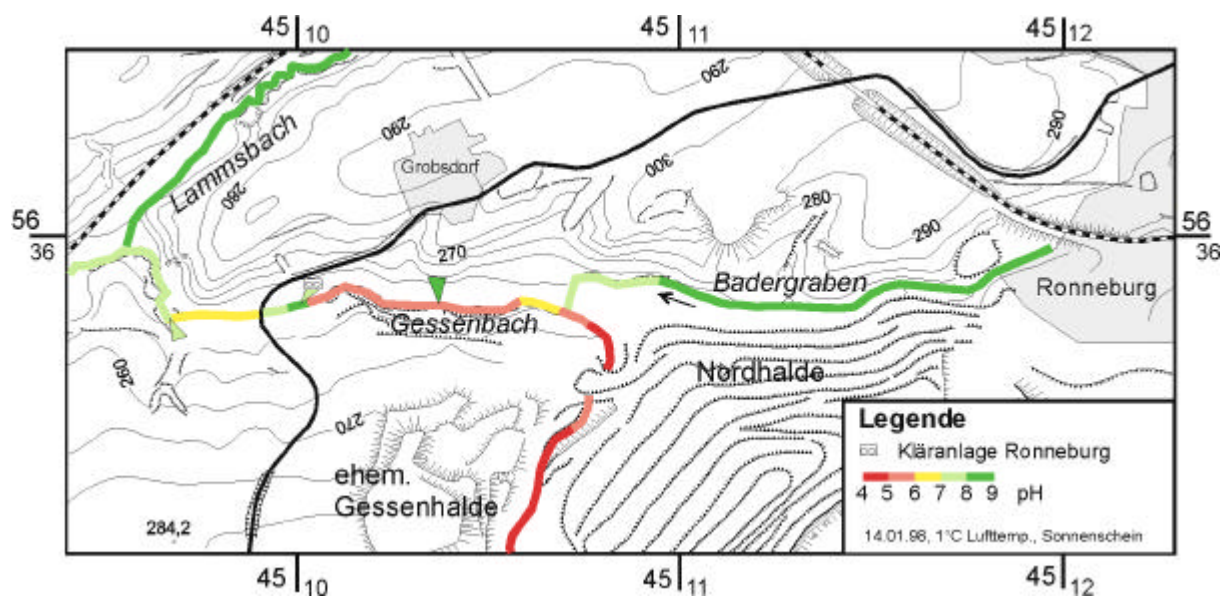 45 10
45 11
45 12
290
290
290
Lammsbach
Grobsdorf
300
280
280
56
36
270
290
56
36
Badergraben
Ronneburg
Gessenbach
Nordhalde
260
270
Legende
Kläranlage Ronneburg
4 5 6 7 8 9 pH
14.01.98, 1°C Lufttemp., Sonnenschein
ehem.
Gessenhalde
284,2
45 10
45 11
45 12